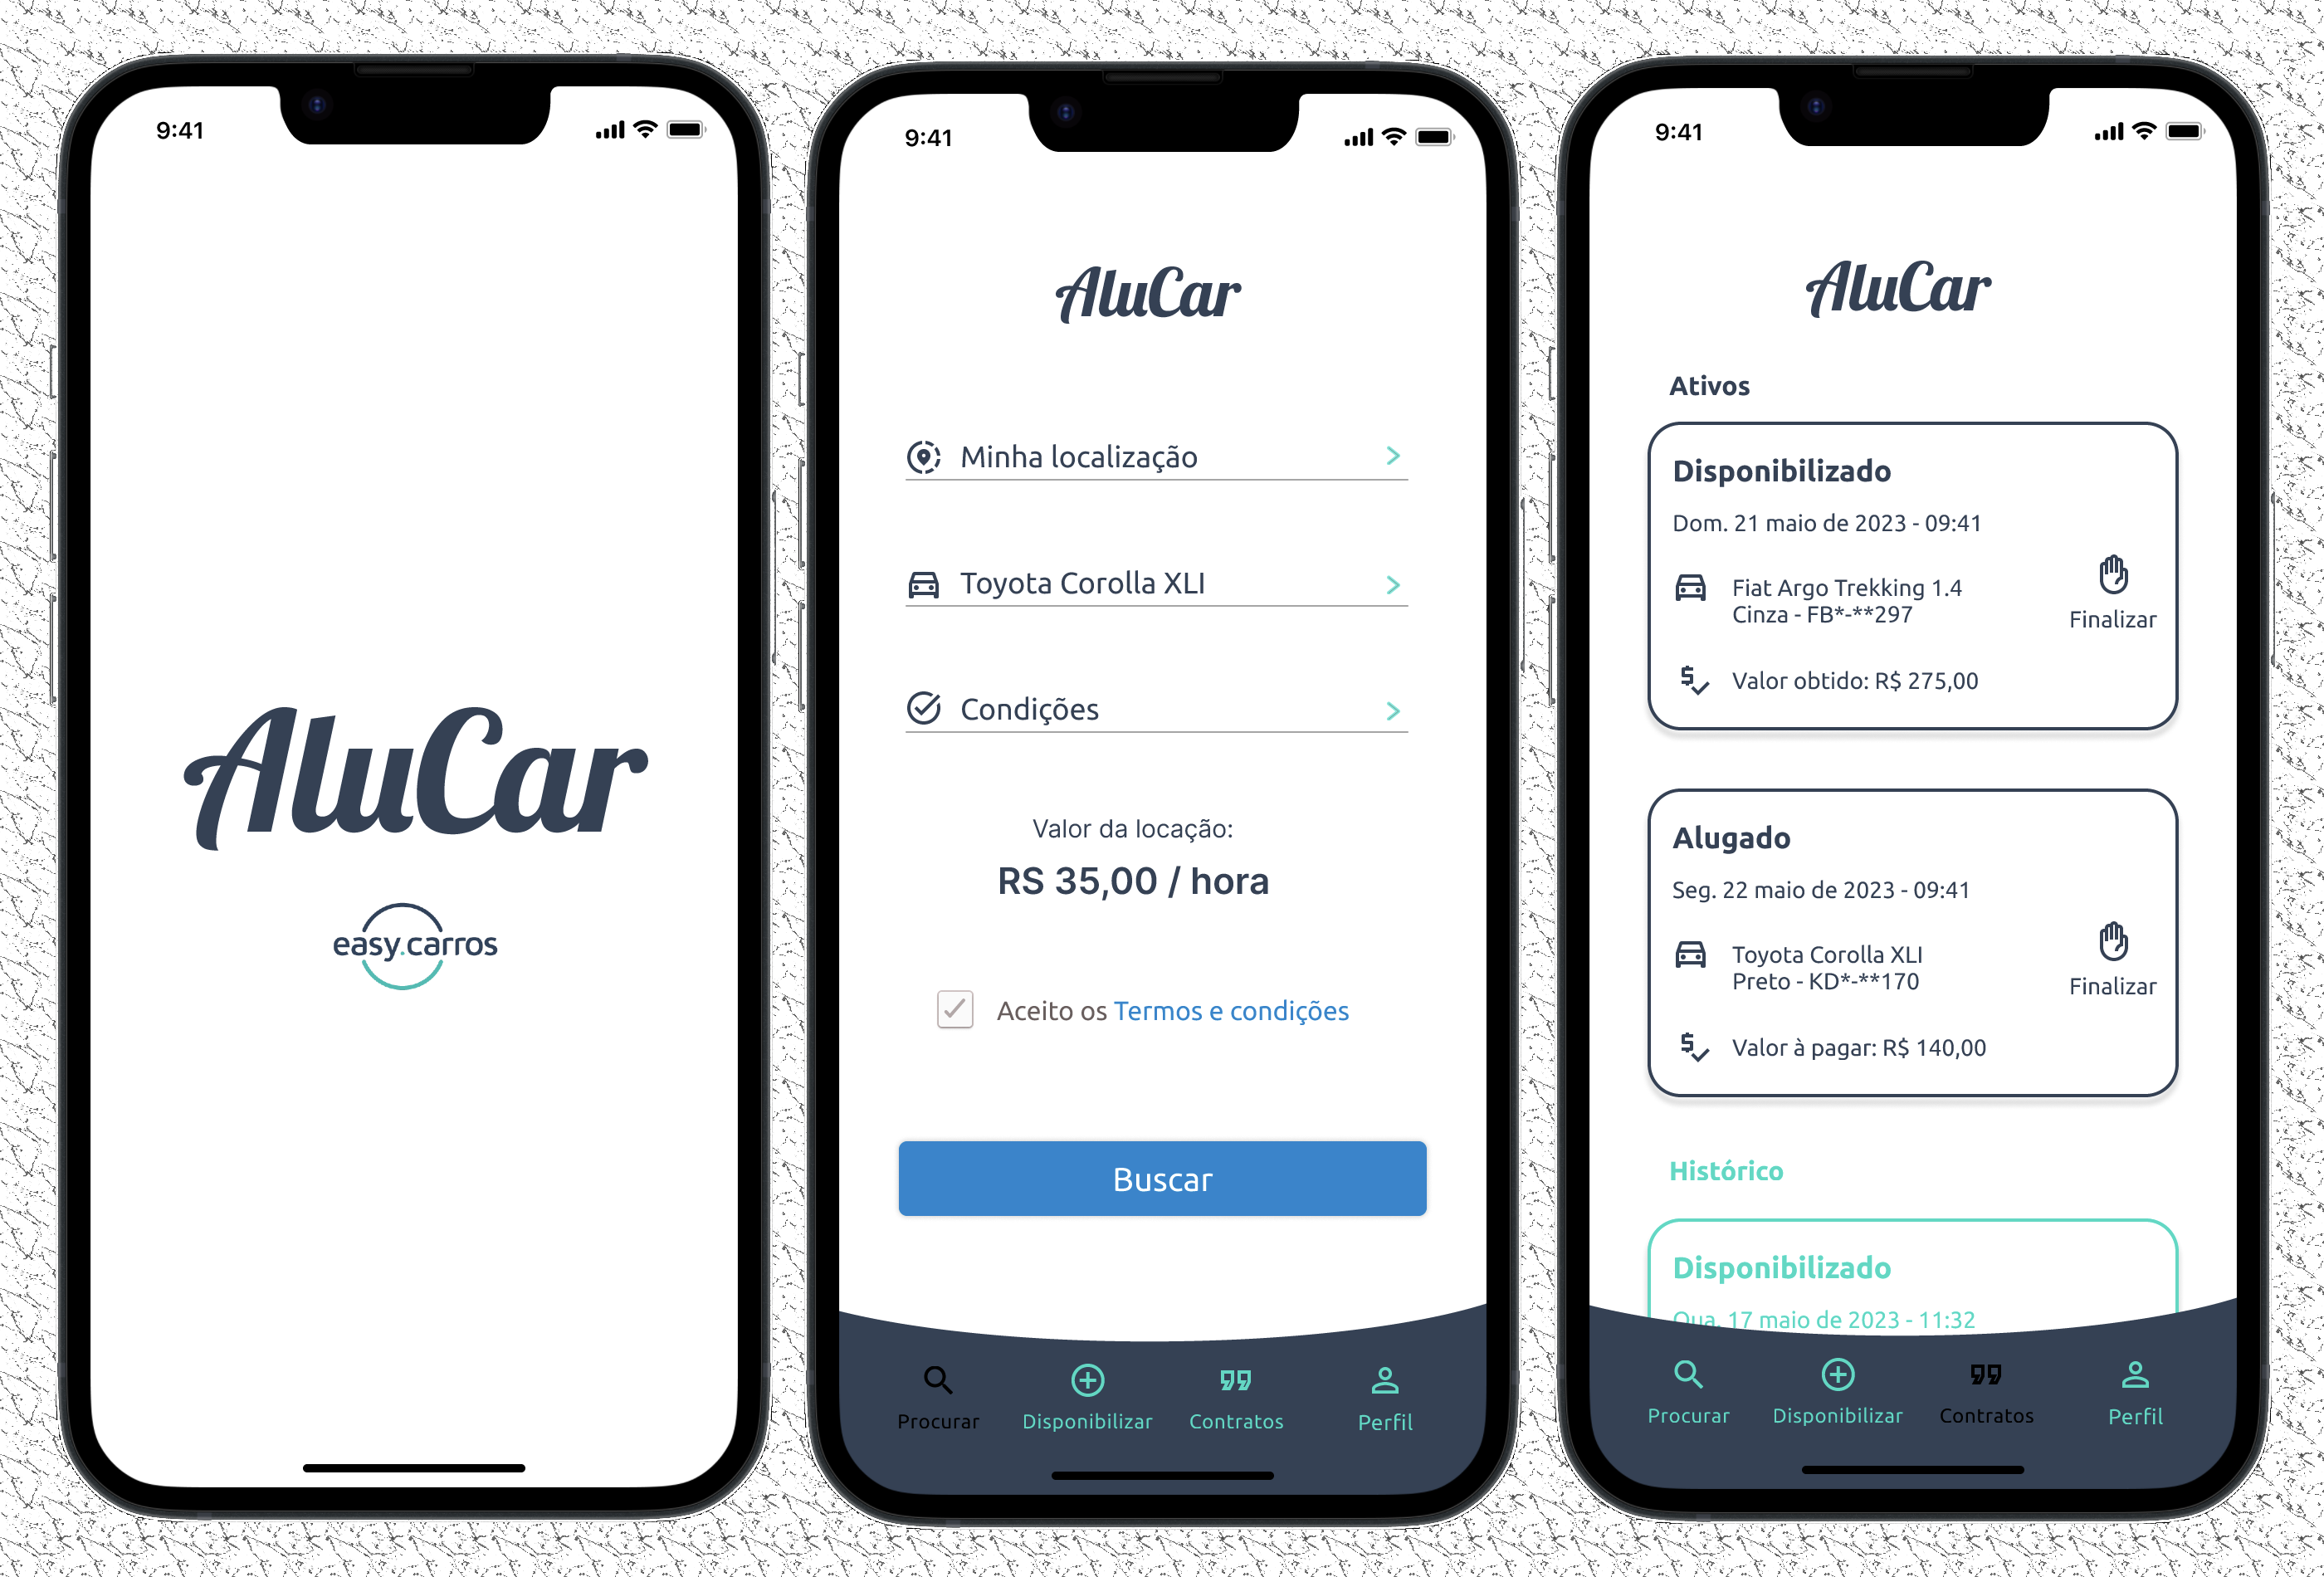 9:41
AluCar
easy.carros
9:41
AluCar
Minha localização
Toyota Corolla XLI
Condições
Valor da locação:
RS 35,00 / hora
Aceito os Termos e condições
Buscar
Procurar
Disponibilizar
Contratos
Perfil
9:41
AluCar
Ativos
Disponibilizado
Dom. 21 maio de 2023 - 09:41
Fiat Argo Trekking 1.4
Cinza - FB*-**297
Finalizar
Valor obtido: R$ 275,00
Alugado
Seg. 22 maio de 2023 - 09:41
Toyota Corolla XLI
Preto - KD*-**170
Finalizar
Valor à pagar: R$ 140,00
Histórico
Disponibilizado
Qua. 17 maio de 2023 - 11:32
Procurar
Disponibilizar
Contratos
Perfil